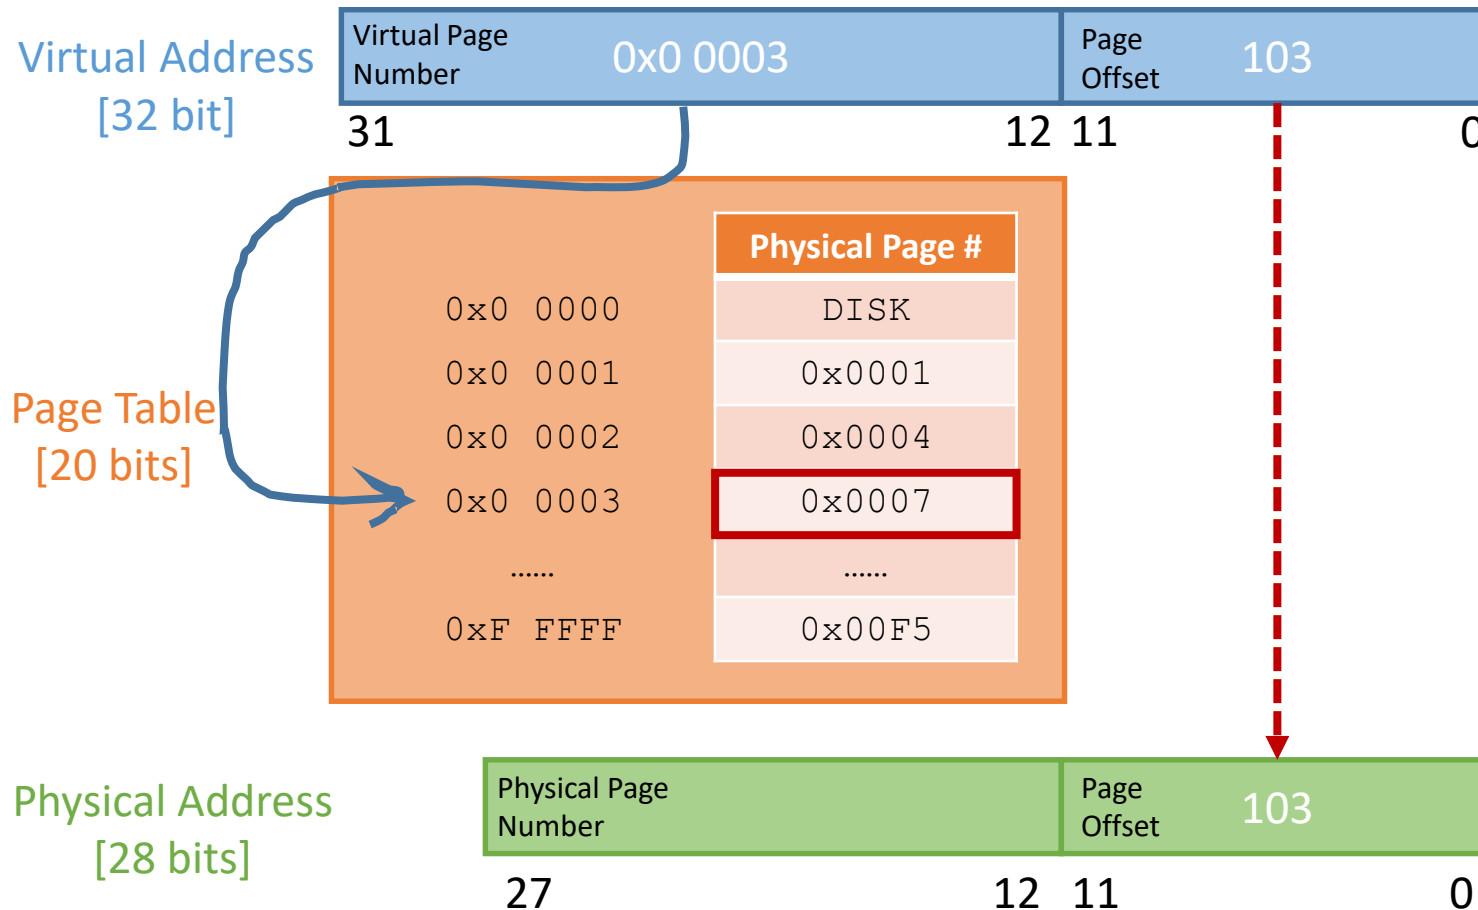 Virtual Address
[32 bit]
Virtual Page
Number
0x0 0003
Page
Offset
103
31
12
11
0
Page Table
[20 bits]
Physical Page #
0x0 0000 DISK
0x0 0001 0x0001
0x0 0002 0x0004
0x0 0003 0x0007
...... ......
0xF FFFF 0x00F5
Physical Address
[28 bits]
Physical Page
Number
Page
Offset
103
27
12
11
0